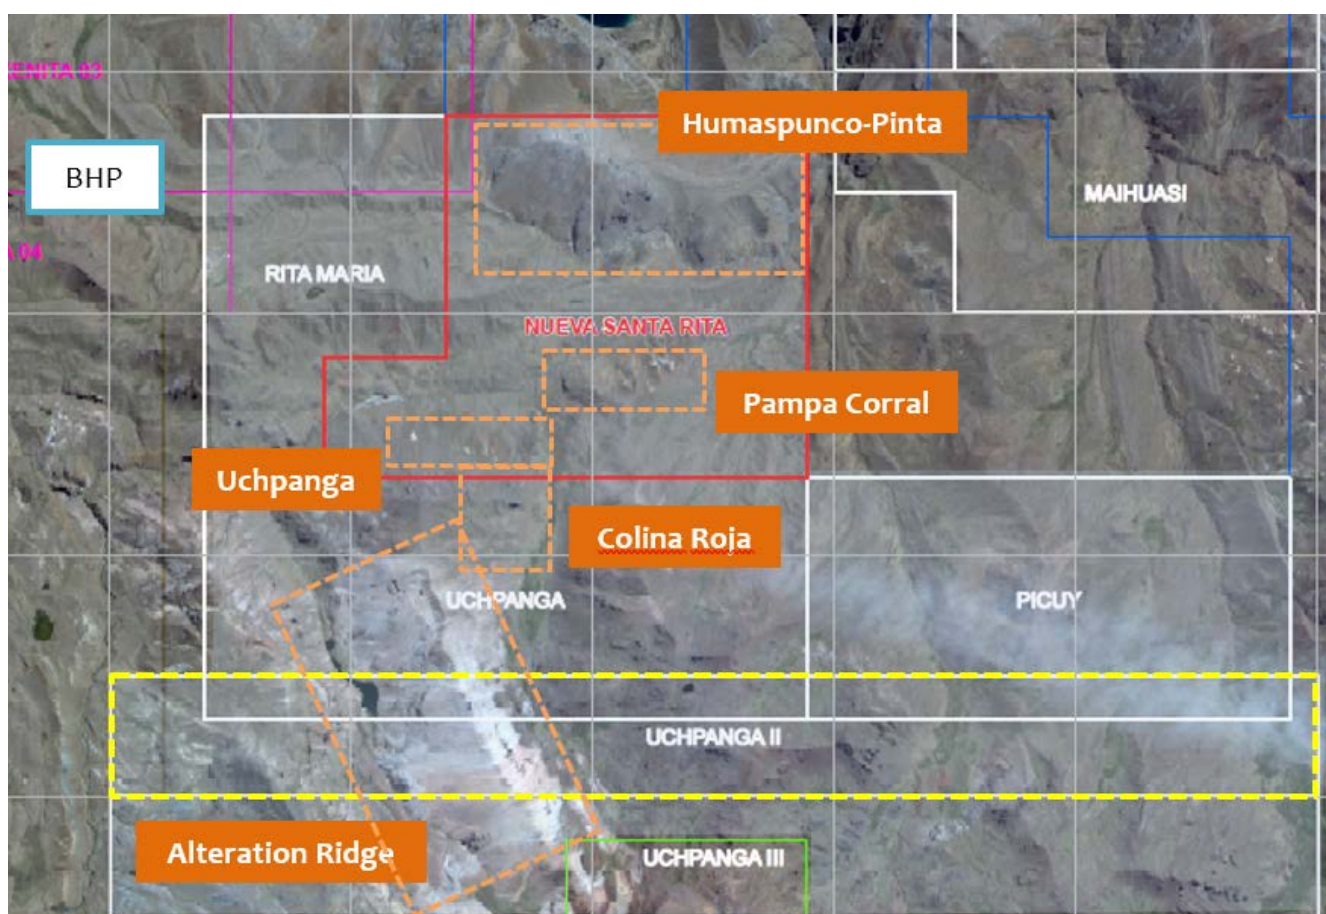 Humaspunco-Pinta
BHP
MAIHUASI
RITA MARIA
NUEVA SANTA RITA
Pampa Corral
Uchpanga
Colina Roja
UCHPANGA
PICUY
UCHPANGA II
Alteration Ridge
UCHPANGA III